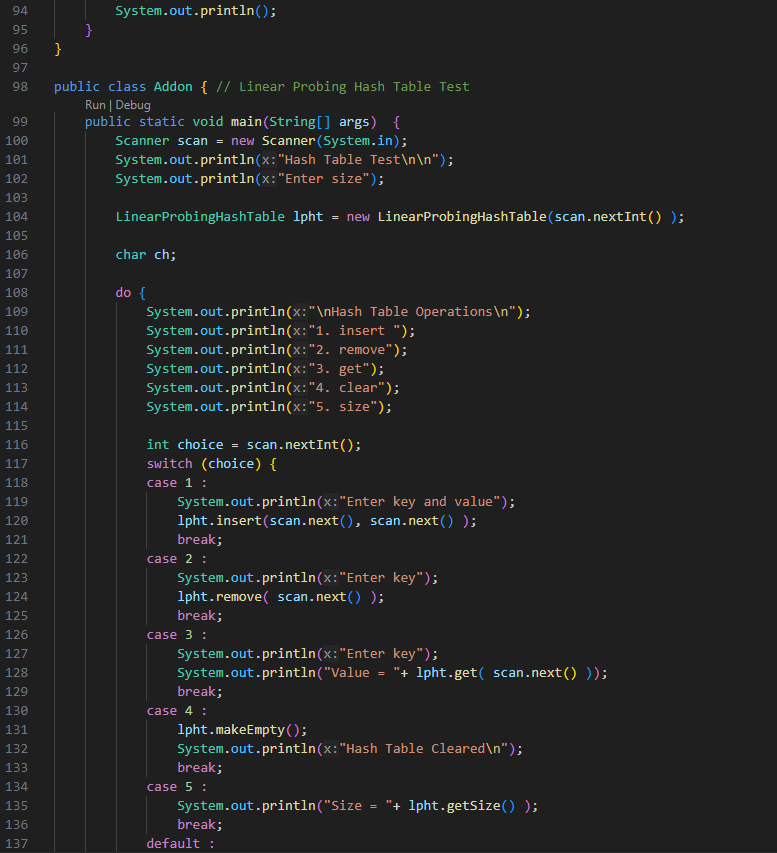 94 System.out.println();
95 }
96 }
97
98 public class Addon { // Linear Probing Hash Table Test
Run | Debug
99 public static void main(String[] args)  {
100 Scanner scan = new Scanner(System.in);
101 System.out.println(x:"Hash Table Test\n\n");
102 System.out.println(x:"Enter size");
103
104 LinearProbingHashTable lpht = new LinearProbingHashTable(scan.nextInt() );
105
106 char ch;
107
108 do {
109 System.out.println(x:"\nHash Table Operations\n");
110 System.out.println(x:"1. insert ");
111 System.out.println(x:"2. remove");
112 System.out.println(x:"3. get");
113 System.out.println(x:"4. clear");
114 System.out.println(x:"5. size");
115
116 int choice = scan.nextInt();
117 switch (choice) {
118 case 1 :
119 System.out.println(x:"Enter key and value");
120 lpht.insert(scan.next(), scan.next() );
121 break;
122 case 2 :
123 System.out.println(x:"Enter key");
124 lpht.remove( scan.next() );
125 break;
126 case 3 :
127 System.out.println(x:"Enter key");
128 System.out.println("Value = "+ lpht.get( scan.next() ));
129 break;
130 case 4 :
131 lpht.makeEmpty();
132 System.out.println(x:"Hash Table Cleared\n");
133 break;
134 case 5 :
135 System.out.println("Size = "+ lpht.getSize() );
136 break;
137 default :